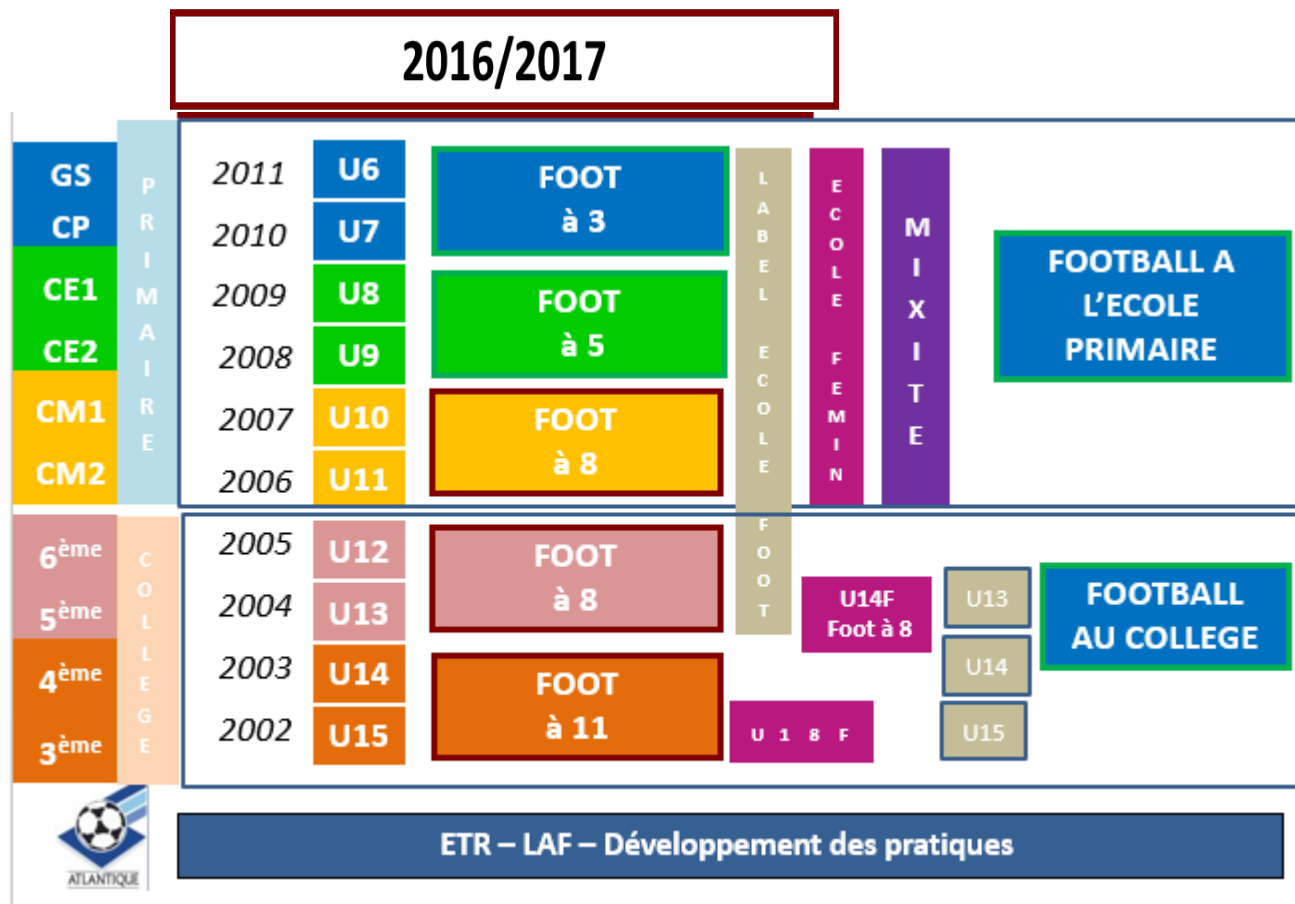 2016/2017
GS
CP
CE1
CE2
CM1
CM2
PRIMAIRE
2011
2010
2009
2008
2007
2006
U6
U7
U8
U9
U10
U11
FOOT
à 3
FOOT
à 5
FOOT
à 8
LABEL ECOLE FOOT
ECOLE FEMIN
MIXITE
FOOTBALL A
L'ECOLE
PRIMAIRE
6ème
5ème
4ème
3ème
COLLEGE
2005
2004
2003
2002
U12
U13
U14
U15
FOOT
à 8
FOOT
à 11
U14F
Foot à 8
U 1 8 F
U13
U14
U15
FOOTBALL
AU COLLEGE
ATLANTIQUE
ETR – LAF – Développement des pratiques